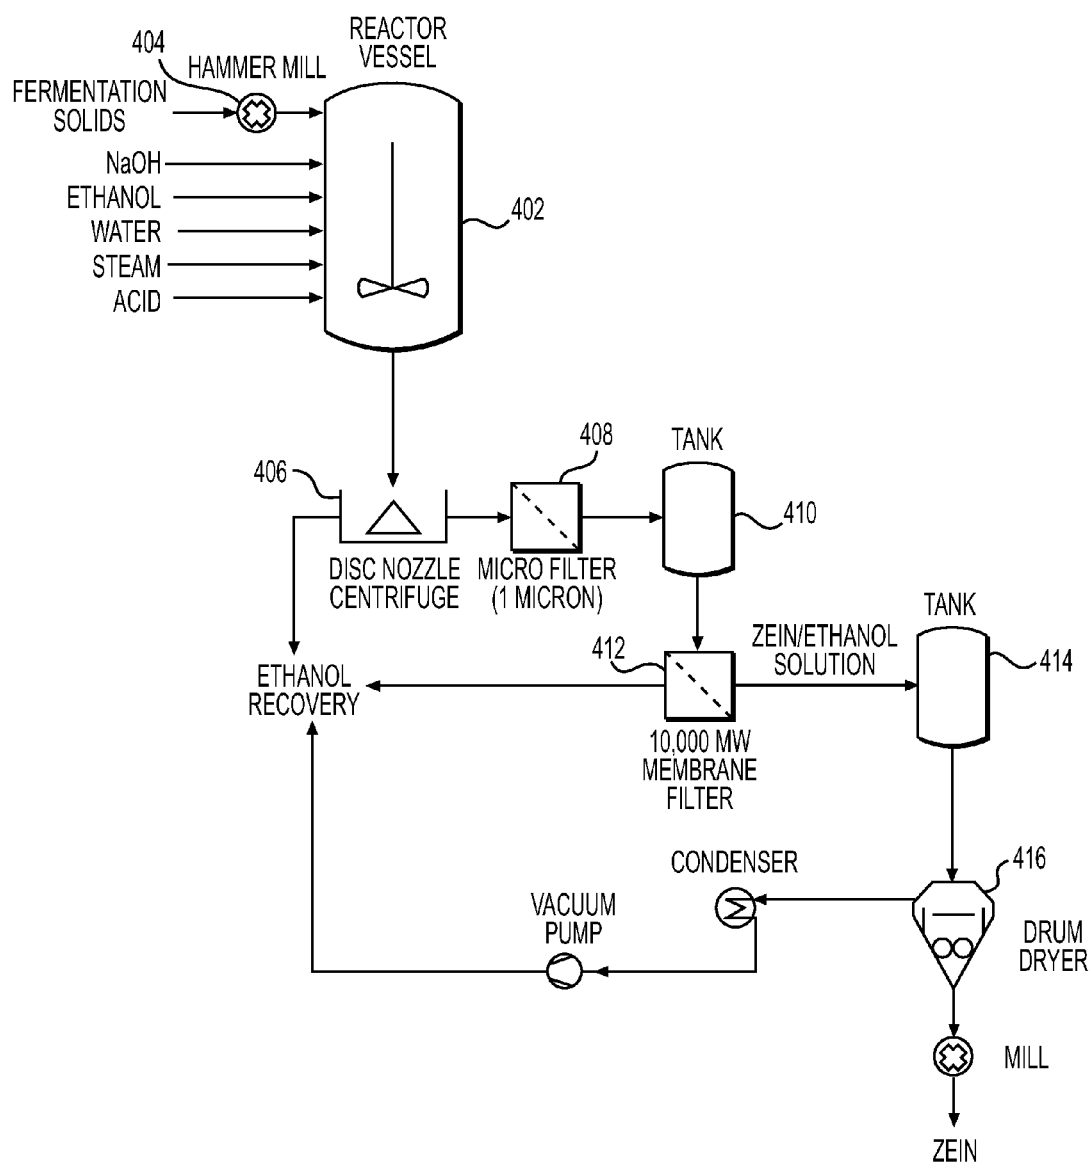 REACTOR
VESSEL
404
HAMMER MILL
FERMENTATION
SOLIDS
NaOH
ETHANOL
WATER
STEAM
ACID
402
406
DISC NOZZLE
CENTRIFUGE
408
MICRO FILTER
(1 MICRON)
TANK
410
412
ZEIN/ETHANOL
SOLUTION
TANK
414
ETHANOL
RECOVERY
10,000 MW
MEMBRANE
FILTER
CONDENSER
416
VACUUM
PUMP
DRUM
DRYER
MILL
ZEIN